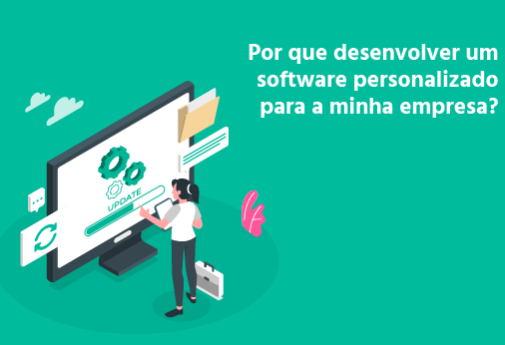 Por que desenvolver um
software personalizado
para a minha empresa?
UPDATE